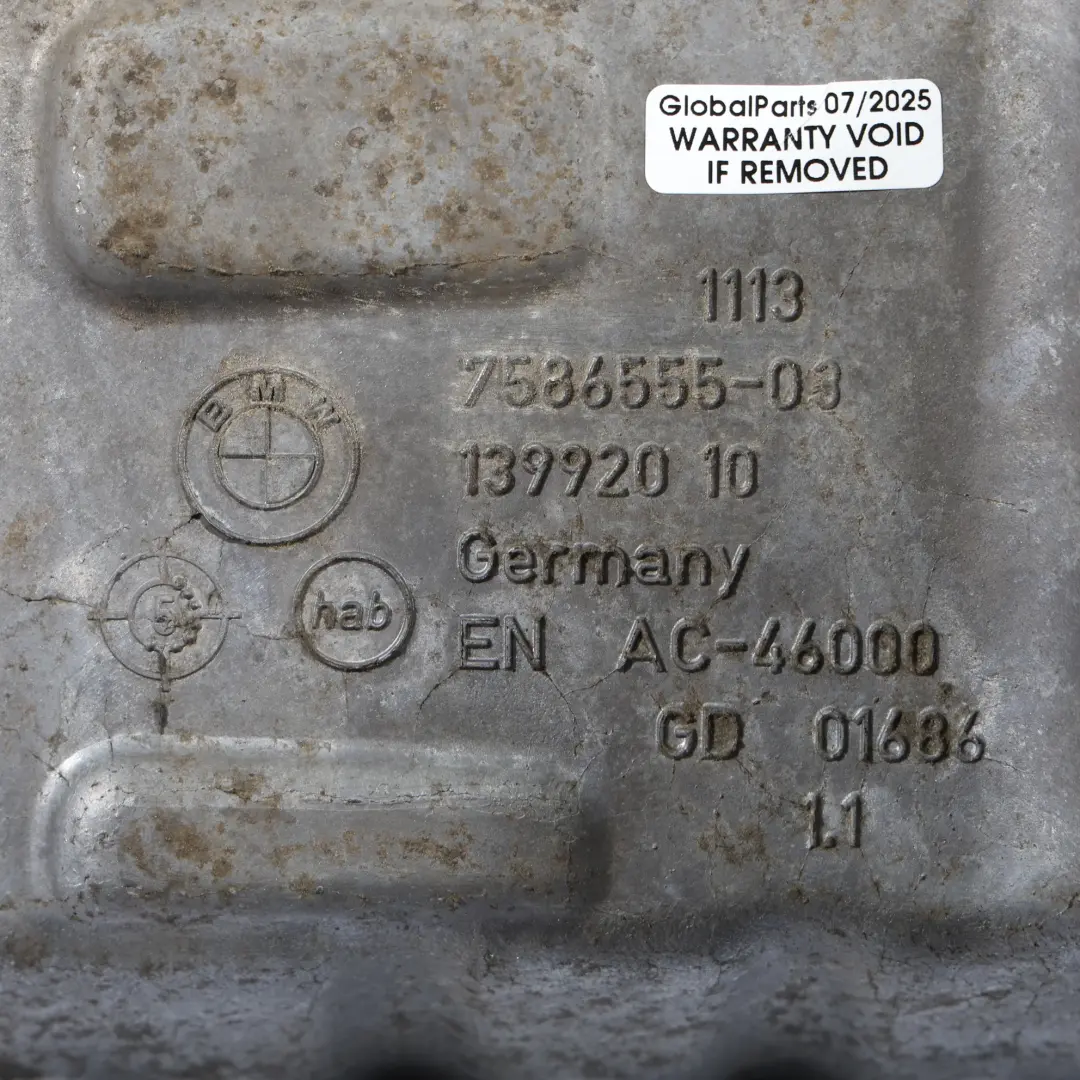 GlobalParts 07/2025
WARRANTY VOID
IF REMOVED
1113
7586555-03
139920 10
BMW
Germany
5
hab
EN AC-46000
GD 01686
1.1